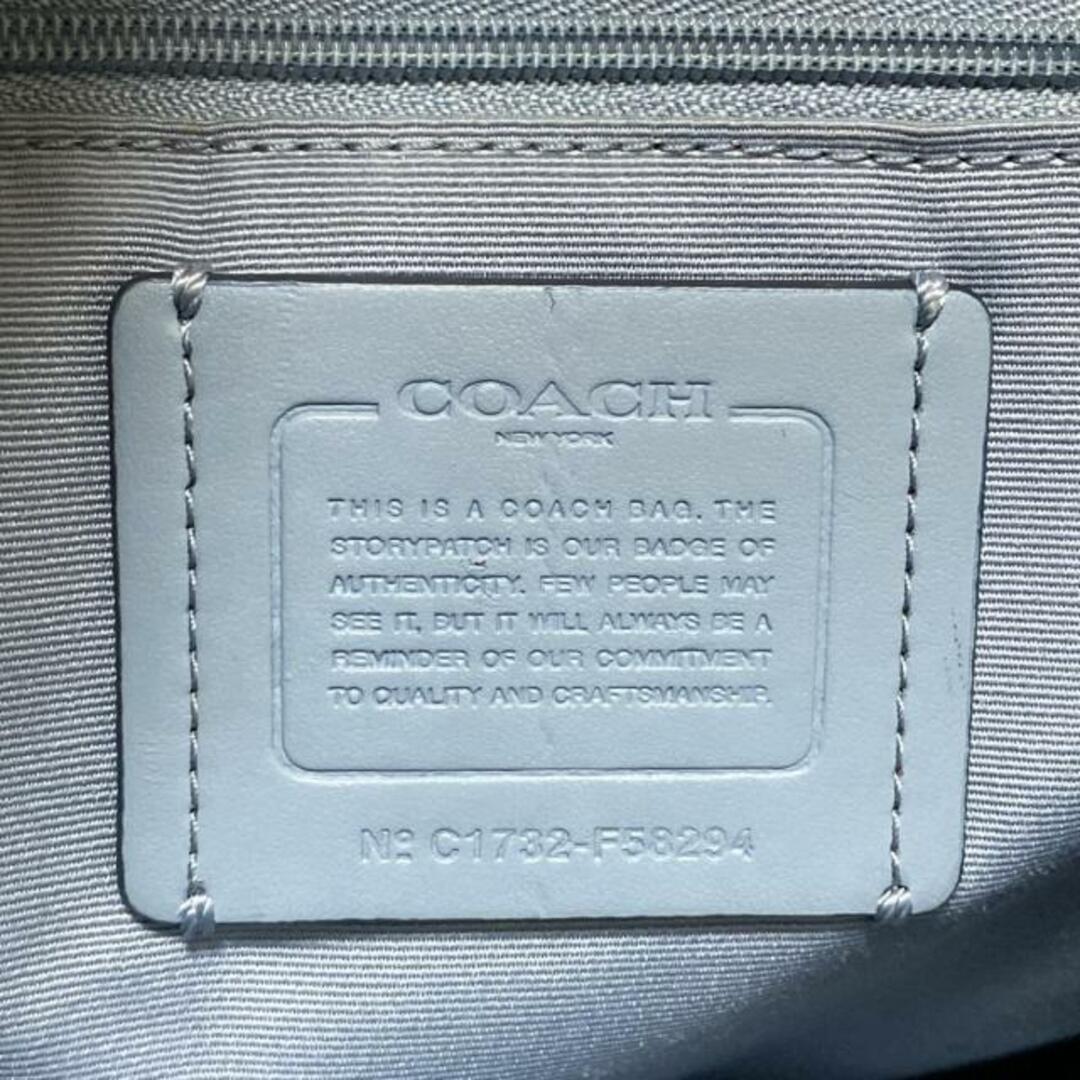 COACH
NEW YORK
THIS IS A COACH BAG. THE
STORYPATCH IS OUR BADGE OF
AUTHENTICITY. FEW PEOPLE MAY
SEE IT, BUT IT WILL ALWAYS BE A
REMINDER OF OUR COMMITMENT
TO QUALITY AND CRAFTSMANSHIP.
Nº C1732-F58294